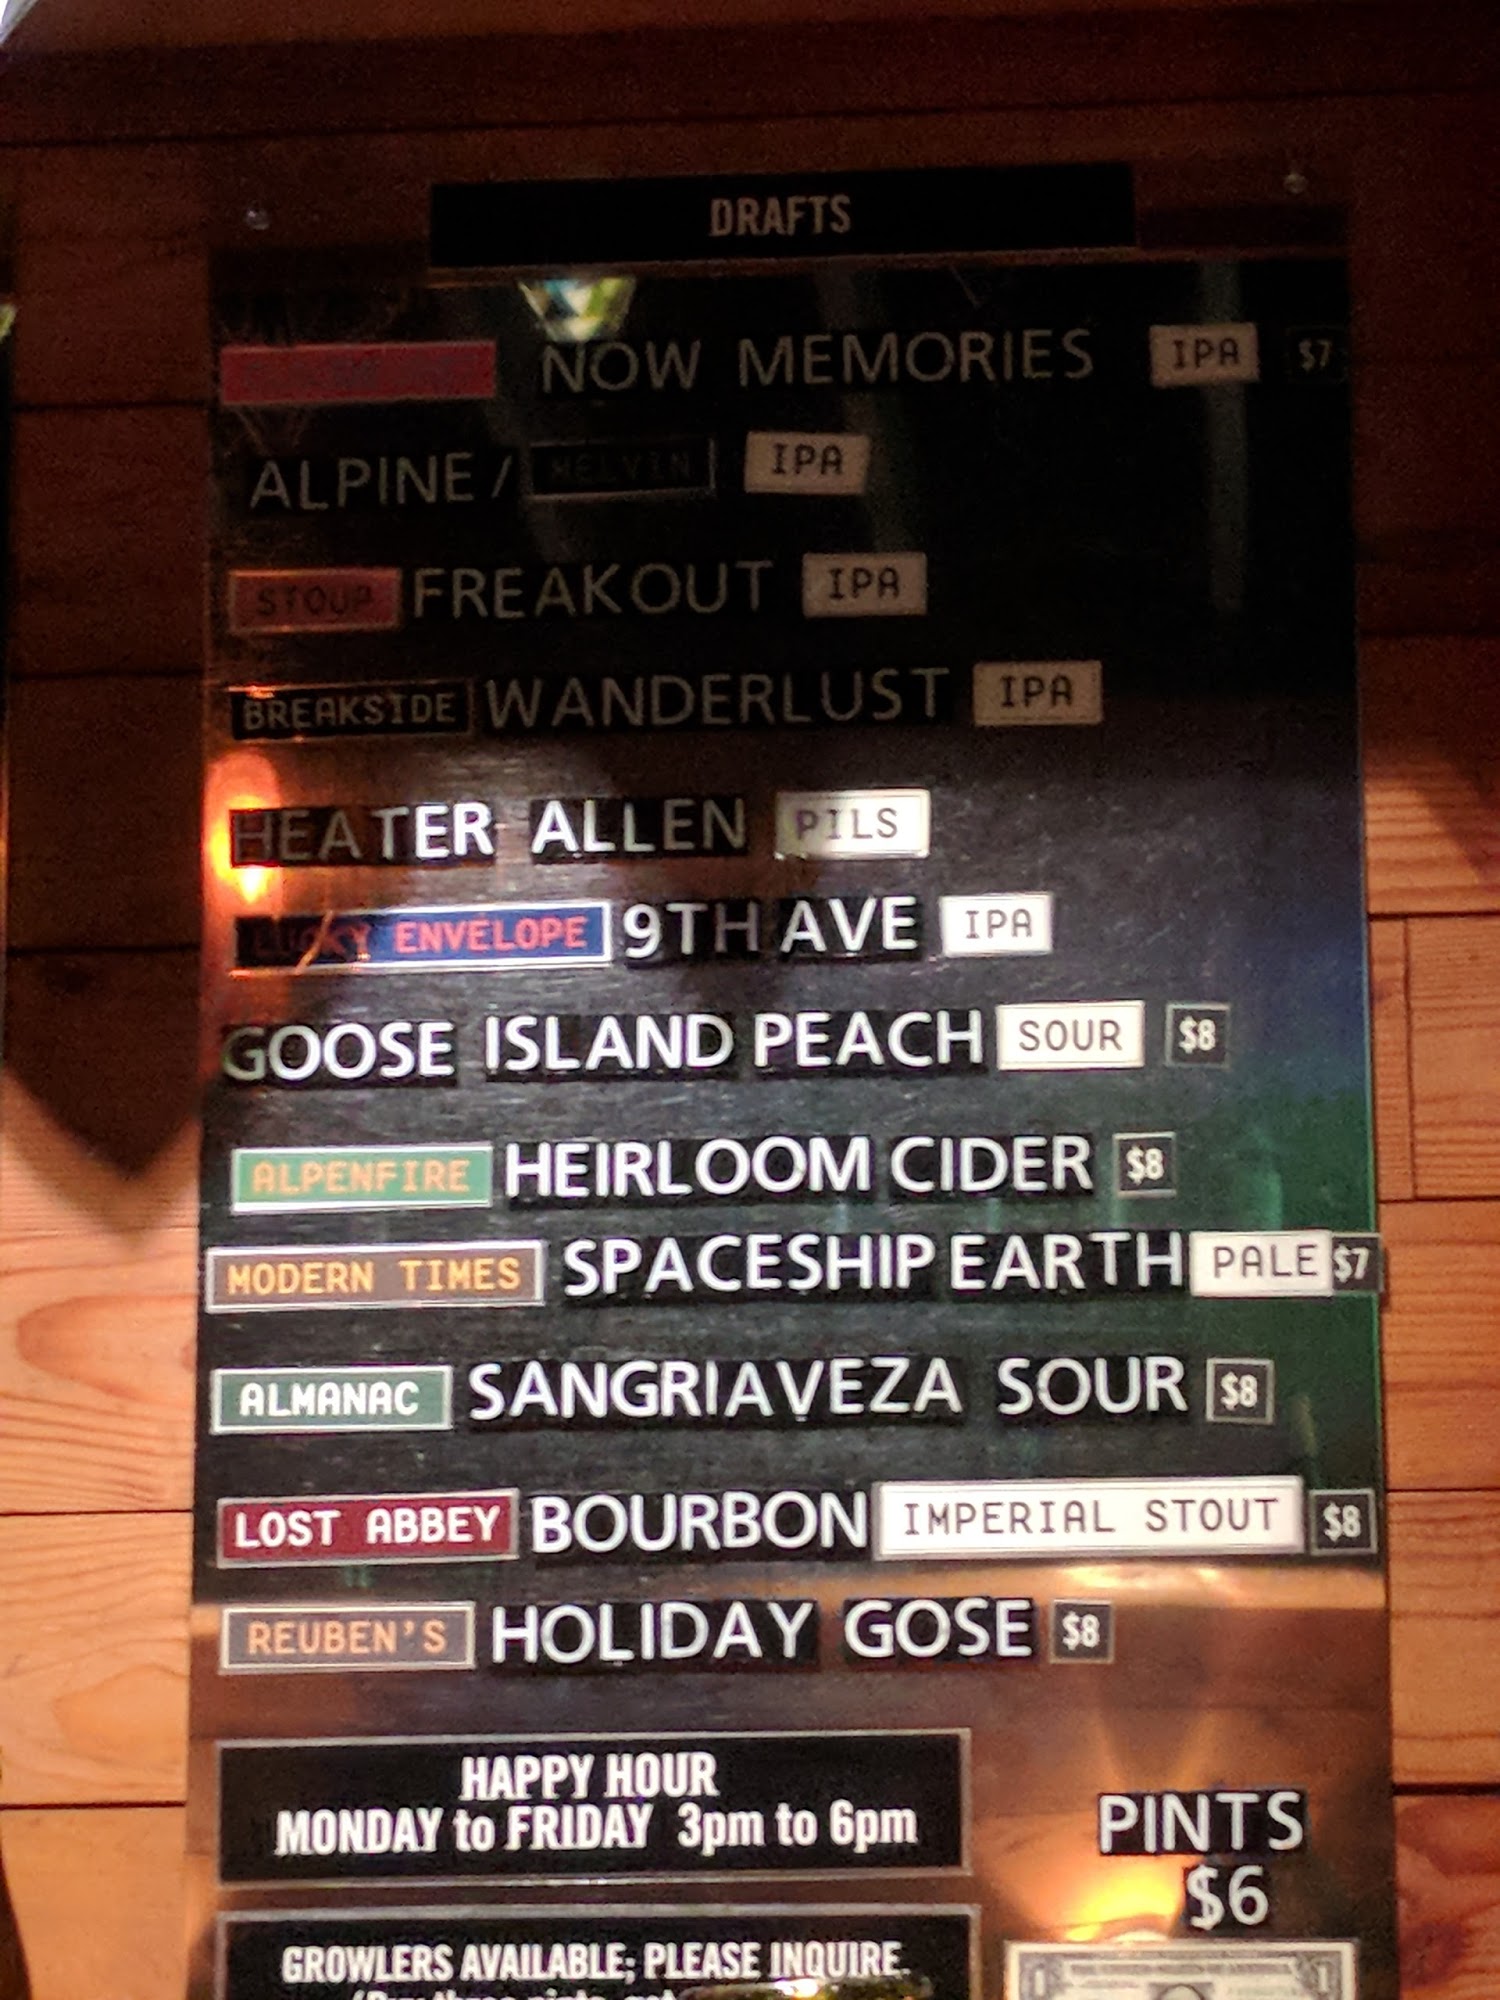 DRAFTS
NOW MEMORIES IPA $7
ALPINE / MELVIN IPA
STOUP FREAKOUT IPA
BREAKSIDE WANDERLUST IPA
HEATER ALLEN PILS
LUCKY ENVELOPE 9TH AVE IPA
GOOSE ISLAND PEACH SOUR $8
ALPENFIRE HEIRLOOM CIDER $8
MODERN TIMES SPACESHIP EARTH PALE $7
ALMANAC SANGRIAVEZA SOUR $8
LOST ABBEY BOURBON IMPERIAL STOUT $8
REUBEN'S HOLIDAY GOSE $8
HAPPY HOUR
MONDAY to FRIDAY 3pm to 6pm
PINTS
$6
GROWLERS AVAILABLE; PLEASE INQUIRE.